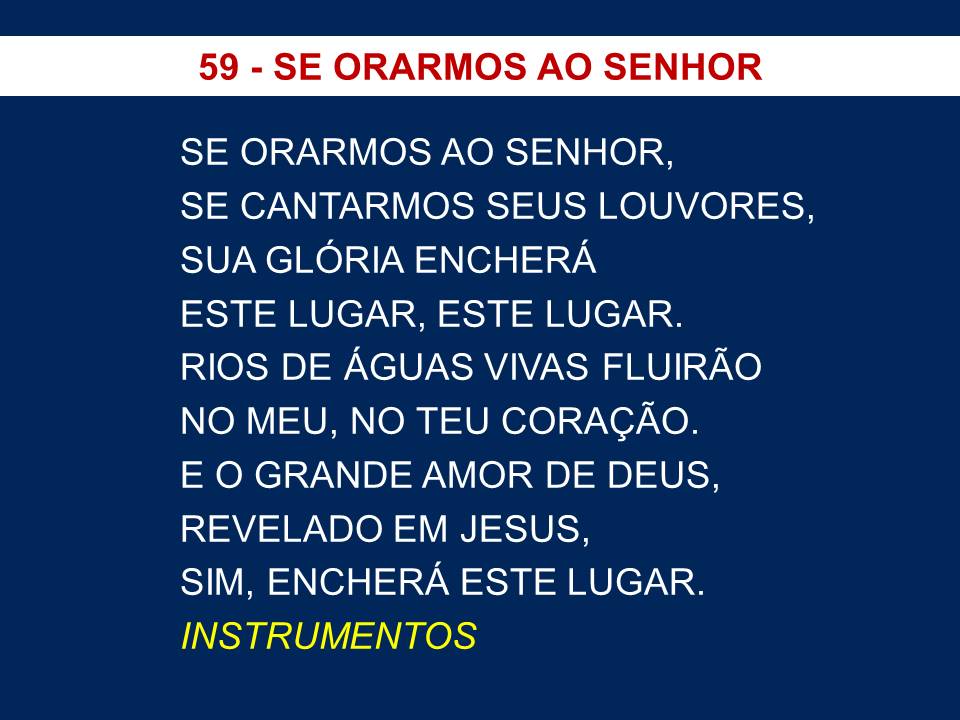 59 - SE ORARMOS AO SENHOR
SE ORARMOS AO SENHOR,
SE CANTARMOS SEUS LOUVORES,
SUA GLÓRIA ENCHERÁ
ESTE LUGAR, ESTE LUGAR.
RIOS DE ÁGUAS VIVAS FLUIRÃO
NO MEU, NO TEU CORAÇÃO.
E O GRANDE AMOR DE DEUS,
REVELADO EM JESUS,
SIM, ENCHERÁ ESTE LUGAR.
INSTRUMENTOS